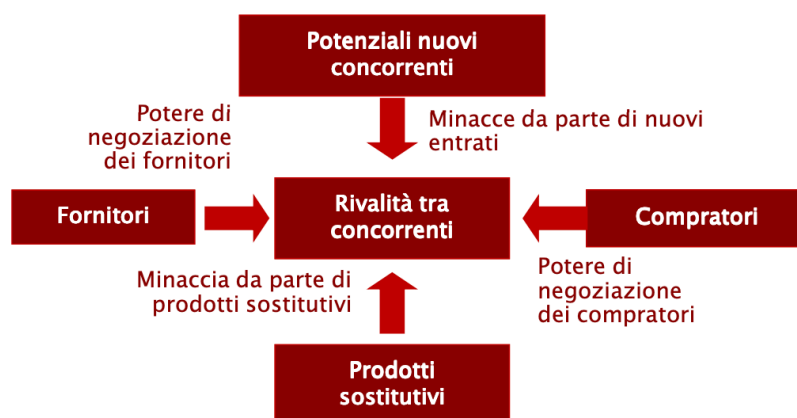 Potenziali nuovi
concorrenti
Potere di
negoziazione
dei fornitori
Minacce da parte di nuovi
entrati
Fornitori
Rivalità tra
concorrenti
Compratori
Minaccia da parte di
prodotti sostitutivi
Potere di
negoziazione
dei compratori
Prodotti
sostitutivi